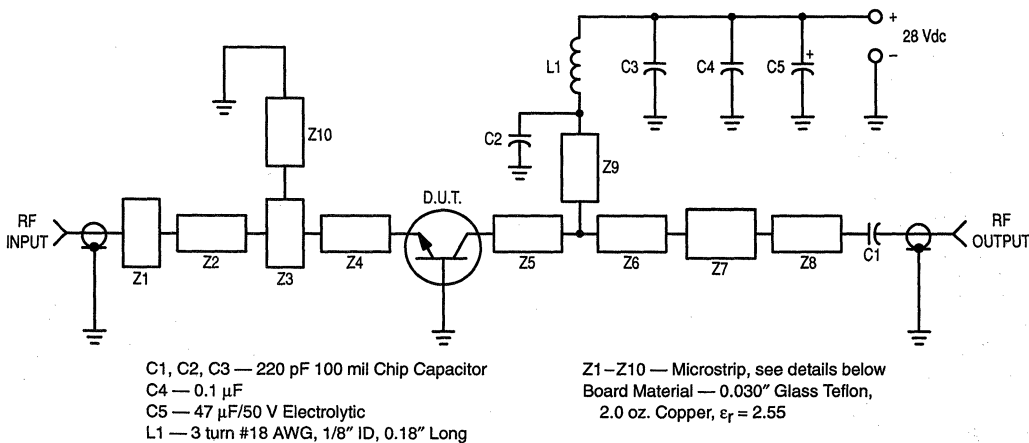 +
28 Vdc
–
L1
C3
C4
C5
+
C2
Z10
Z9
D.U.T.
RF
INPUT
Z1
Z2
Z3
Z4
Z5
Z6
Z7
Z8
C1
RF
OUTPUT
C1, C2, C3 — 220 pF 100 mil Chip Capacitor
C4 — 0.1 µF
C5 — 47 µF/50 V Electrolytic
L1 — 3 turn #18 AWG, 1/8″ ID, 0.18″ Long
Z1–Z10 — Microstrip, see details below
Board Material — 0.030″ Glass Teflon,
2.0 oz. Copper, εr = 2.55